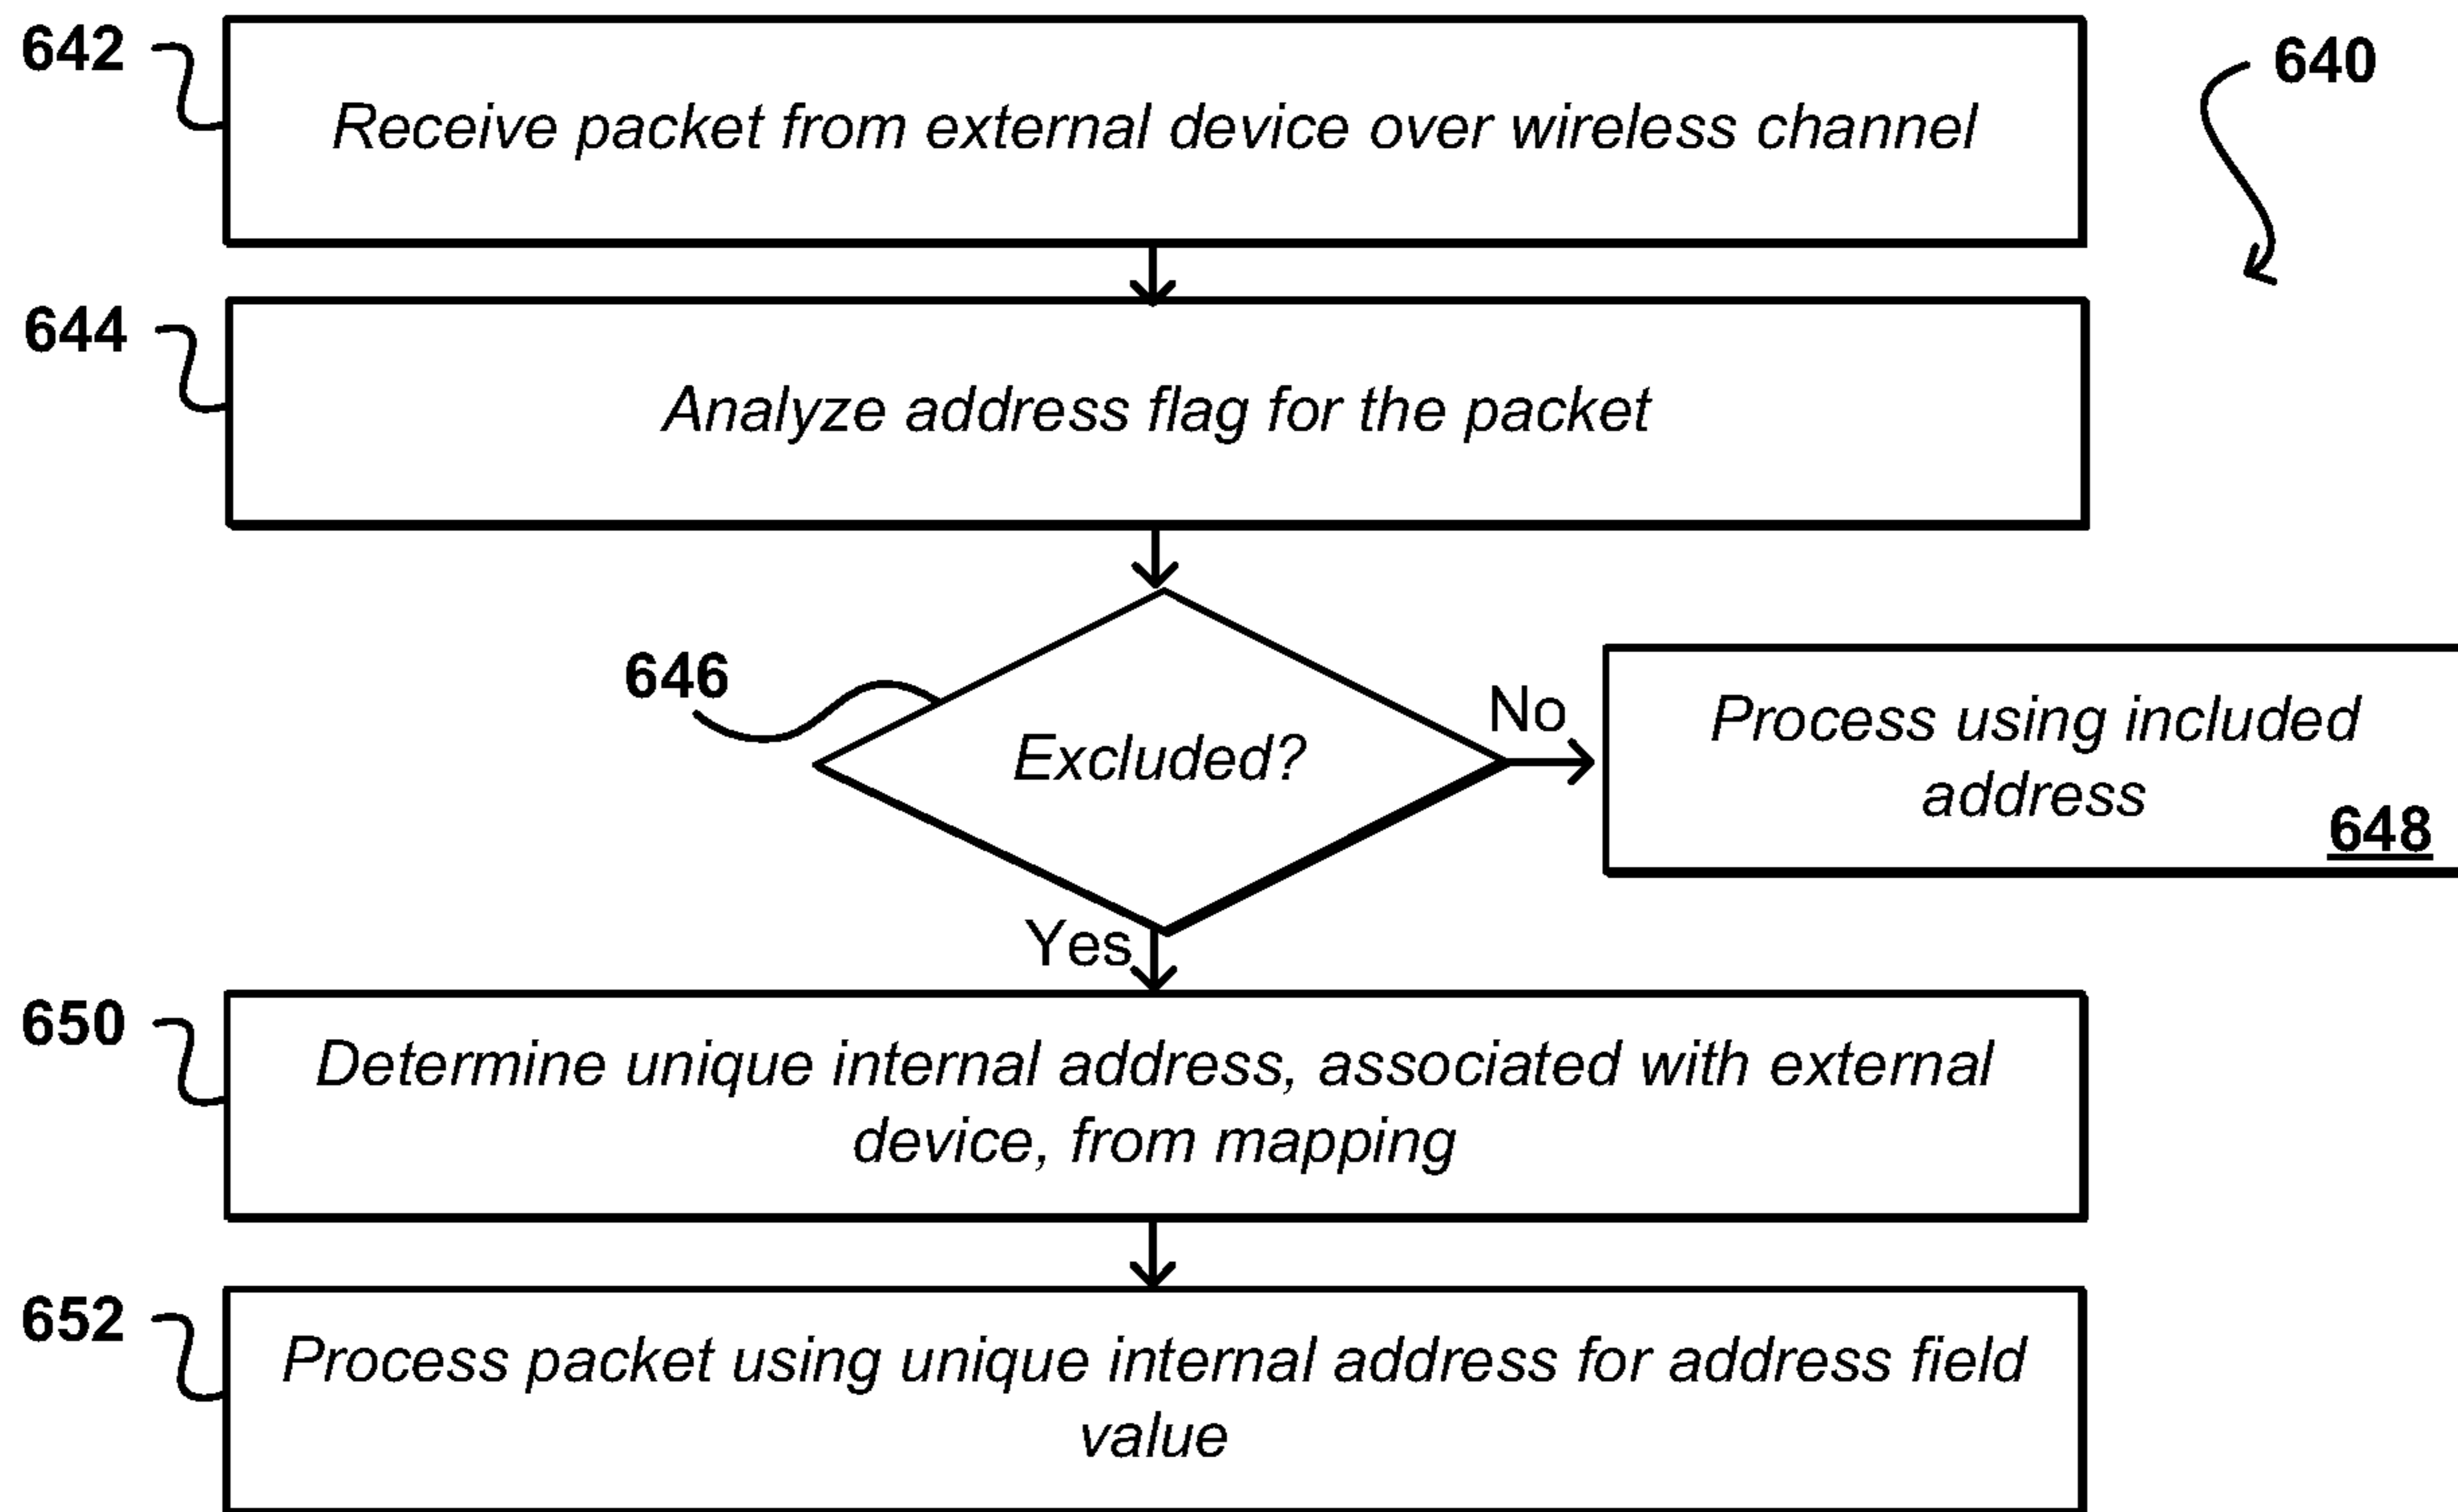 642
640
Receive packet from external device over wireless channel
644
Analyze address flag for the packet
646
Excluded?
No
Process using included
address
648
Yes
650
Determine unique internal address, associated with external
device, from mapping
652
Process packet using unique internal address for address field
value